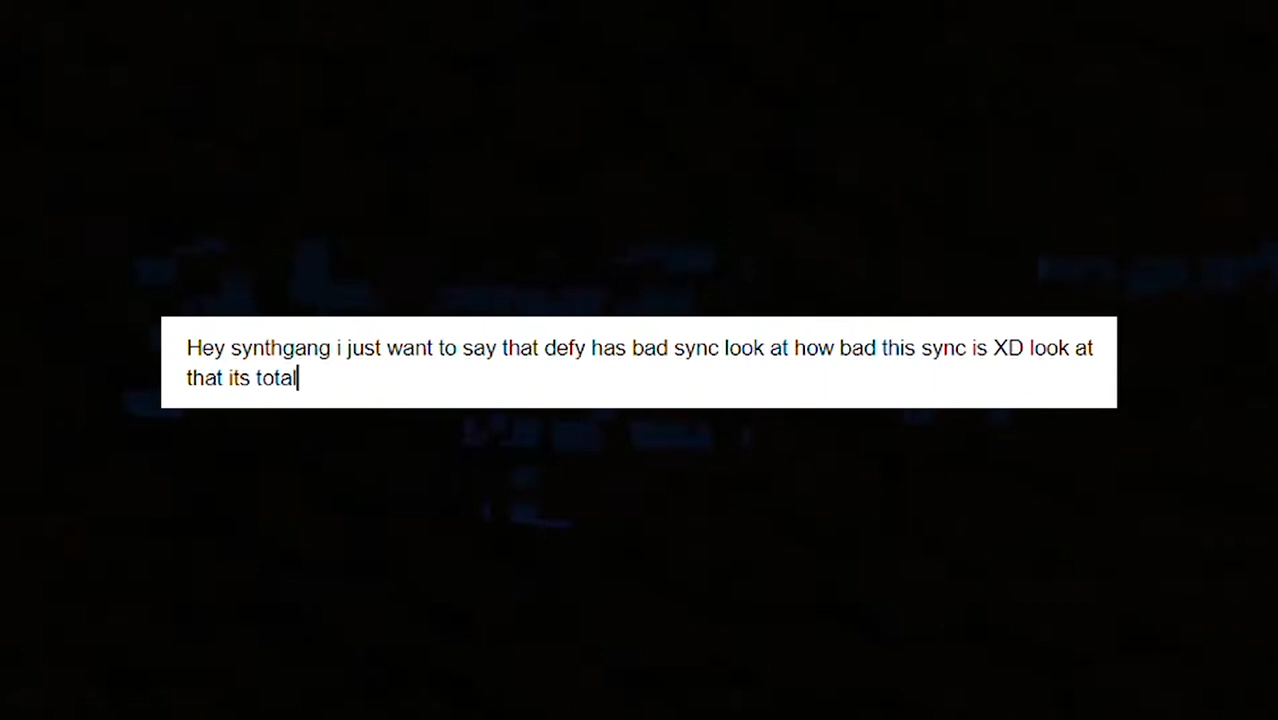 Hey synthgang i just want to say that defy has bad sync look at how bad this sync is XD look at
that its total